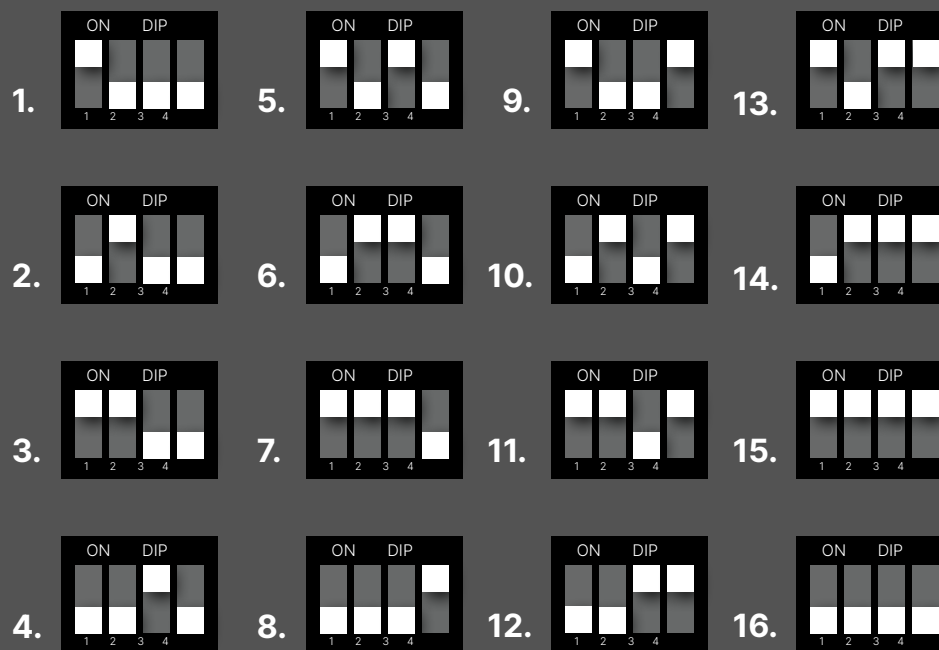 ON DIP
1.
1 2 3 4
ON DIP
5.
1 2 3 4
ON DIP
9.
1 2 3 4
ON DIP
13.
1 2 3 4
ON DIP
2.
1 2 3 4
ON DIP
6.
1 2 3 4
ON DIP
10.
1 2 3 4
ON DIP
14.
1 2 3 4
ON DIP
3.
1 2 3 4
ON DIP
7.
1 2 3 4
ON DIP
11.
1 2 3 4
ON DIP
15.
1 2 3 4
ON DIP
4.
1 2 3 4
ON DIP
8.
1 2 3 4
ON DIP
12.
1 2 3 4
ON DIP
16.
1 2 3 4